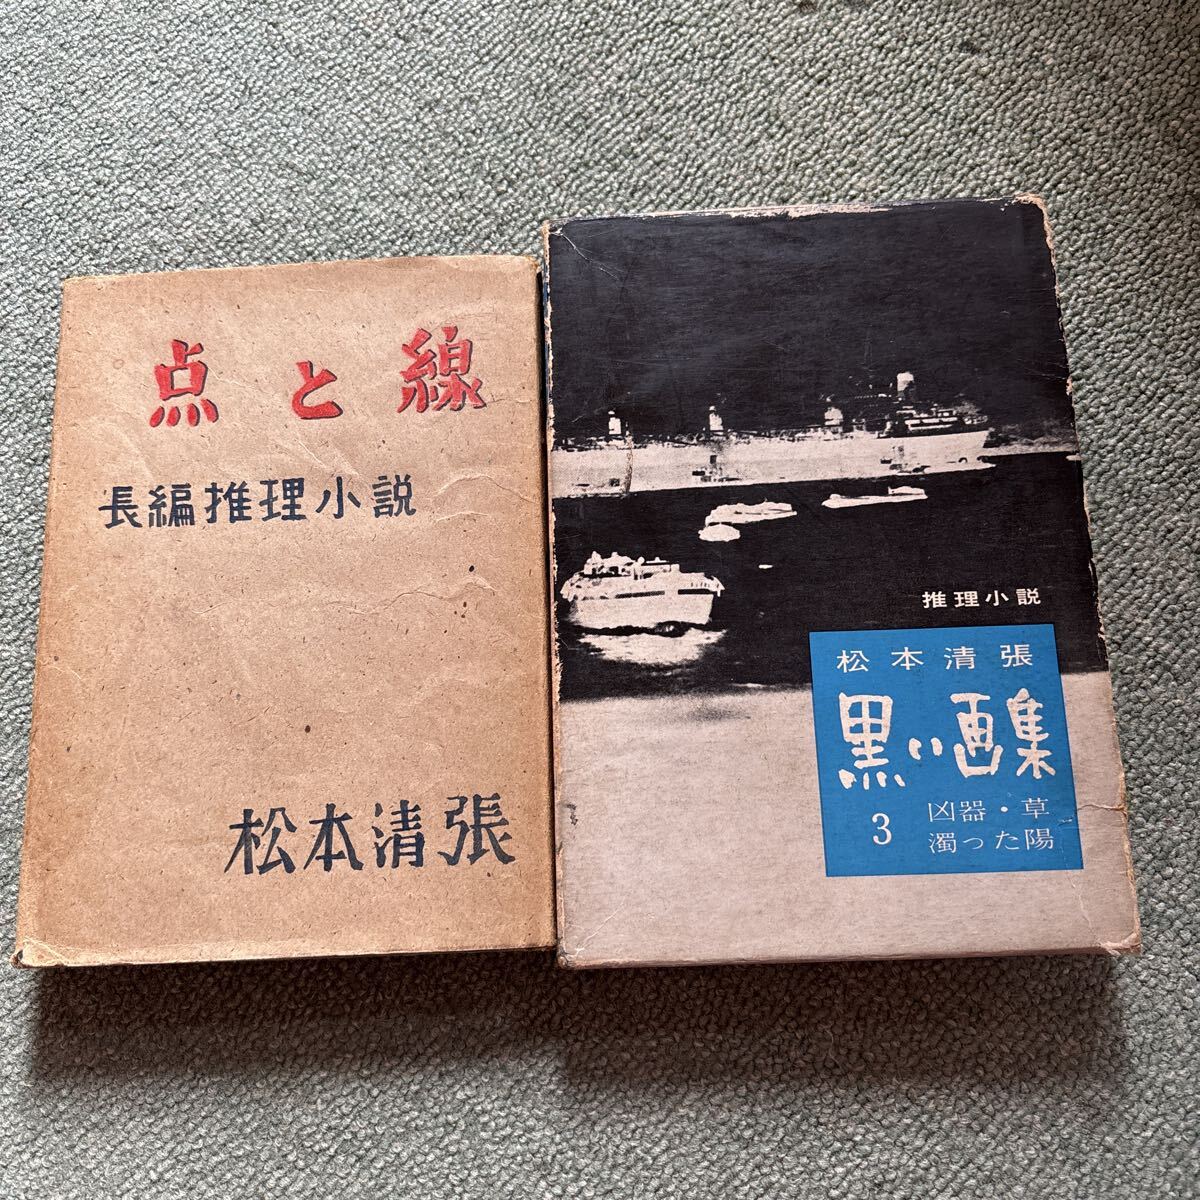 点と線
長編推理小説
松本清張
推理小説
松本清張
黒い画集
3
凶器・草
濁った陽